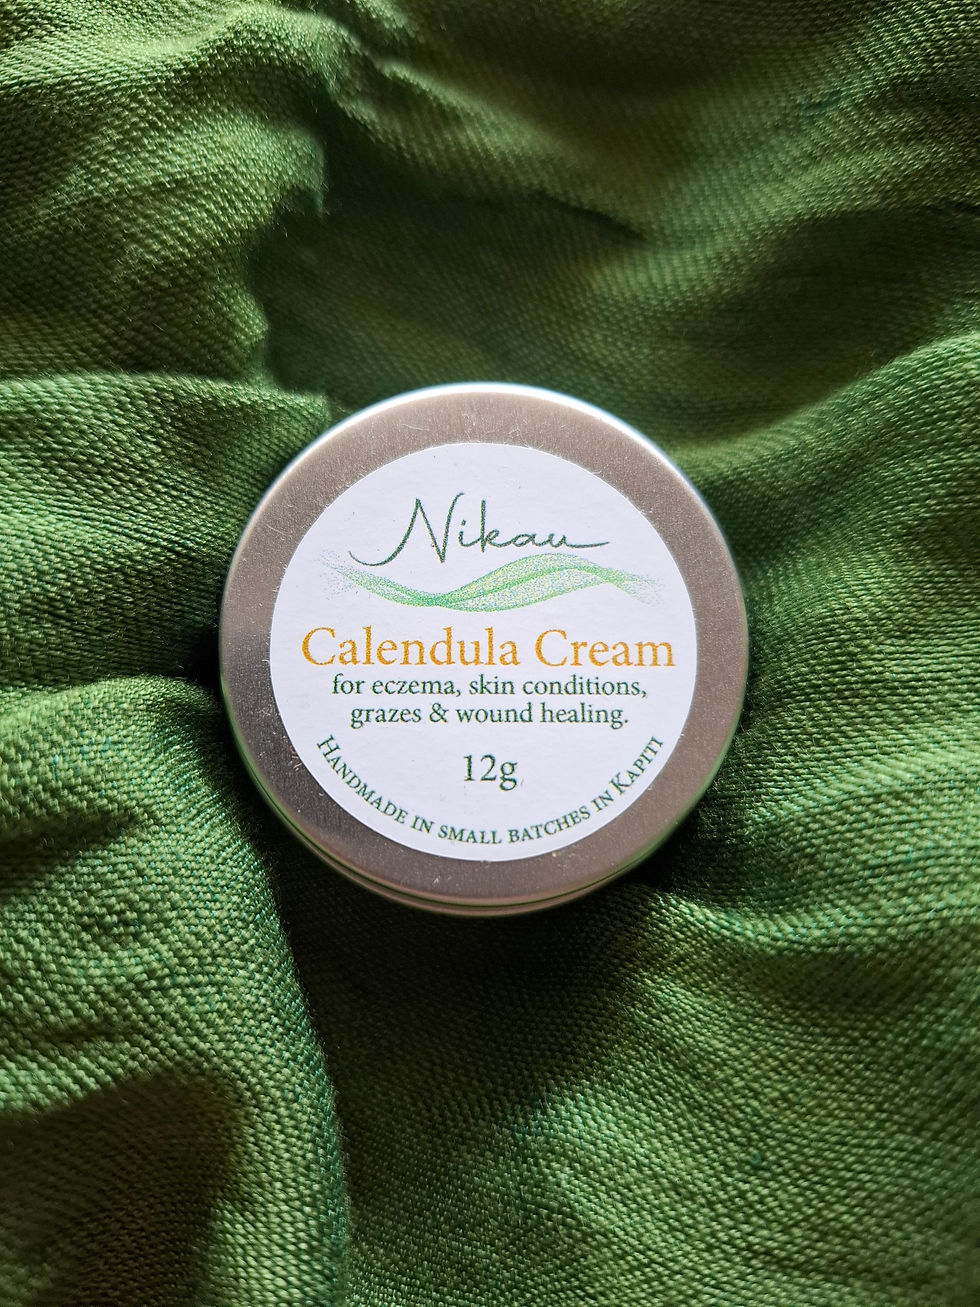 Nikau
Calendula Cream
for eczema, skin conditions,
grazes & wound healing.
12g
Handmade in small batches in Kapiti